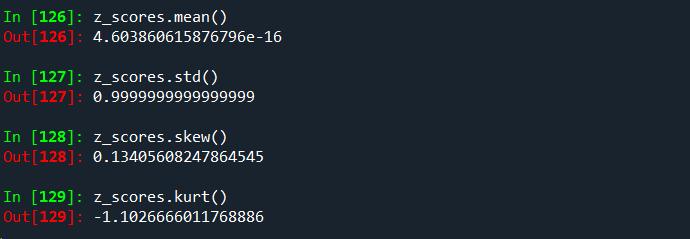 In [126]: z_scores.mean()
Out[126]: 4.603860615876796e-16
In [127]: z_scores.std()
Out[127]: 0.9999999999999999
In [128]: z_scores.skew()
Out[128]: 0.13405608247864545
In [129]: z_scores.kurt()
Out[129]: -1.1026666011768886